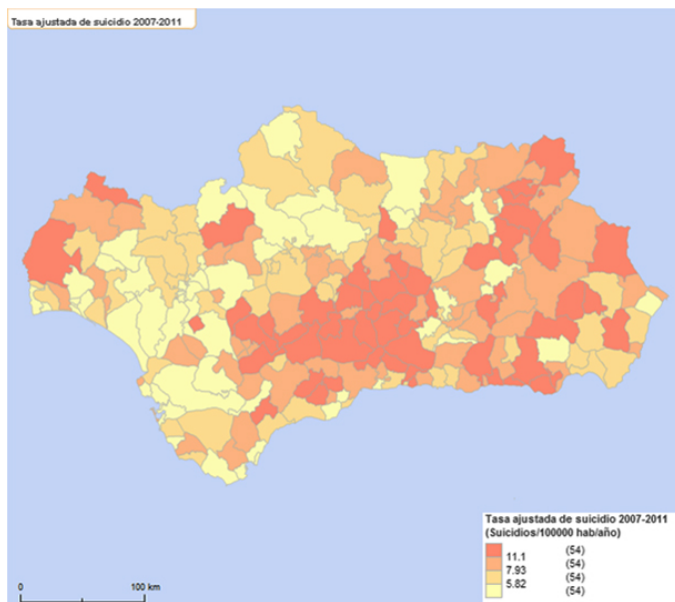 Tasa ajustada de suicidio 2007-2011
Tasa ajustada de suicidio 2007-2011
(Suicidios/100000 hab/año)
(54)
11.1
(54)
7.93
(54)
5.82
(54)
0 100 km